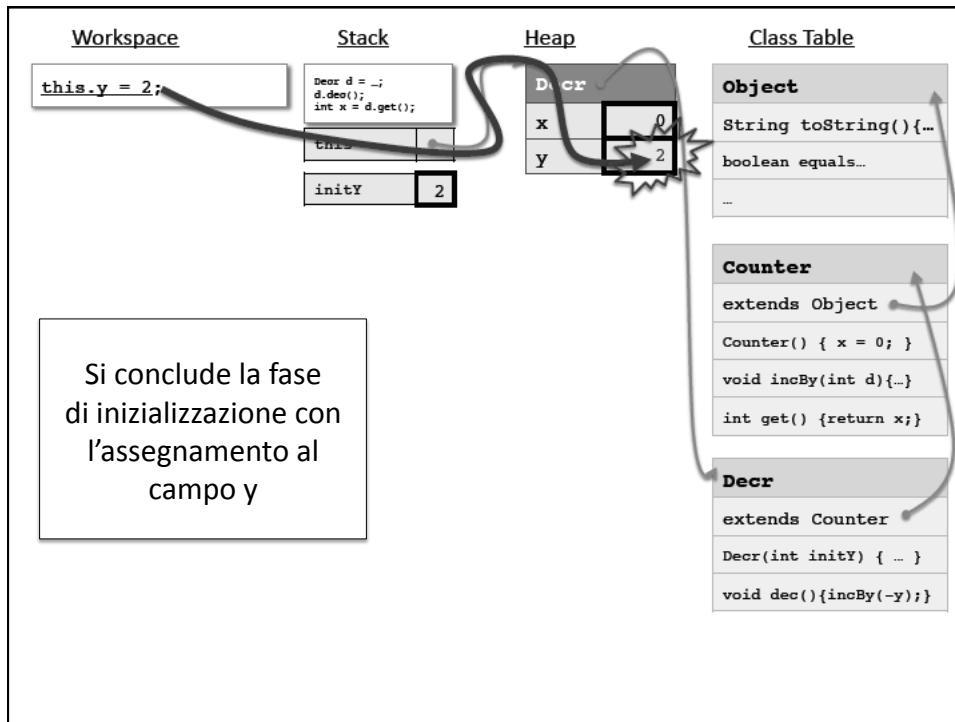 Workspace
Stack
Heap
Class Table
this.y = 2;
Decr d = _;
d.dec();
int x = d.get();
this
initY 2
Decr
x 0
y 2
Object
String toString(){…
boolean equals…
…
Counter
extends Object
Counter() { x = 0; }
void incBy(int d){…}
int get() {return x;}
Decr
extends Counter
Decr(int initY) { … }
void dec(){incBy(-y);}
Si conclude la fase
di inizializzazione con
l’assegnamento al
campo y